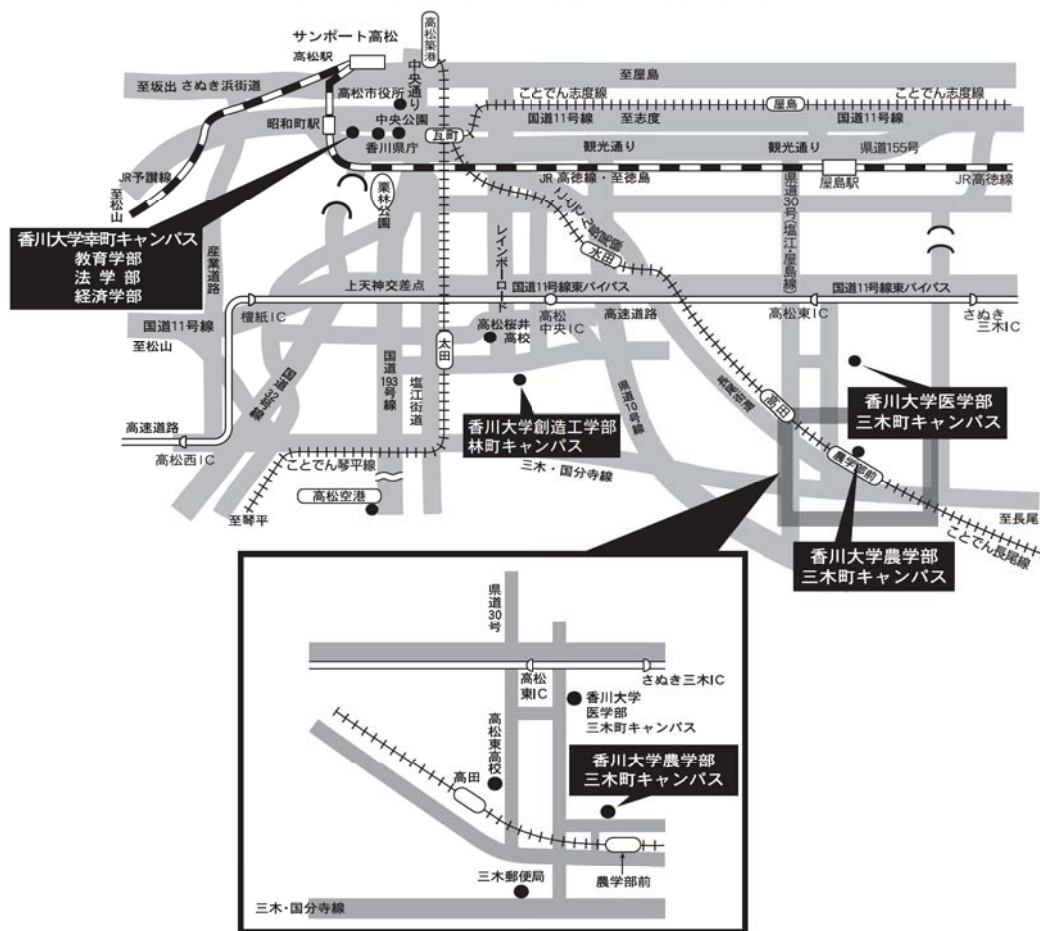 サンポート高松
高松駅
高松築港
中央通り
至坂出 さぬき浜街道
至屋島
高松市役所
ことでん志度線
屋島
ことでん志度線
昭和町駅
中央公園
国道11号線
至志度
国道11号線
香川県庁
瓦町
観光通り
観光通り
県道155号
JR予讃線
至松山
栗林公園
JR高徳線・至徳島
屋島駅
JR高徳線
香川大学幸町キャンパス
教育学部
法学部
経済学部
産業道路
レインボーロード
ことでん長尾線
水田
県道30号(塩江・屋島線)
上天神交差点
国道11号線東バイパス
国道11号線東バイパス
国道11号線
至松山
檀紙IC
高松
中央IC
高速道路
高松東IC
さぬき
三木IC
高松桜井
高校
太田
国道32号線
国道193号線
塩江街道
県道10号線
長尾街道
高田
香川大学医学部
三木町キャンパス
香川大学創造工学部
林町キャンパス
高速道路
高松西IC
ことでん琴平線
三木・国分寺線
農学部前
高松空港
至琴平
至長尾
ことでん長尾線
香川大学農学部
三木町キャンパス
県道30号
高松
東IC
さぬき三木IC
香川大学
医学部
三木町キャンパス
高松東高校
香川大学農学部
三木町キャンパス
高田
三木郵便局
農学部前
三木・国分寺線